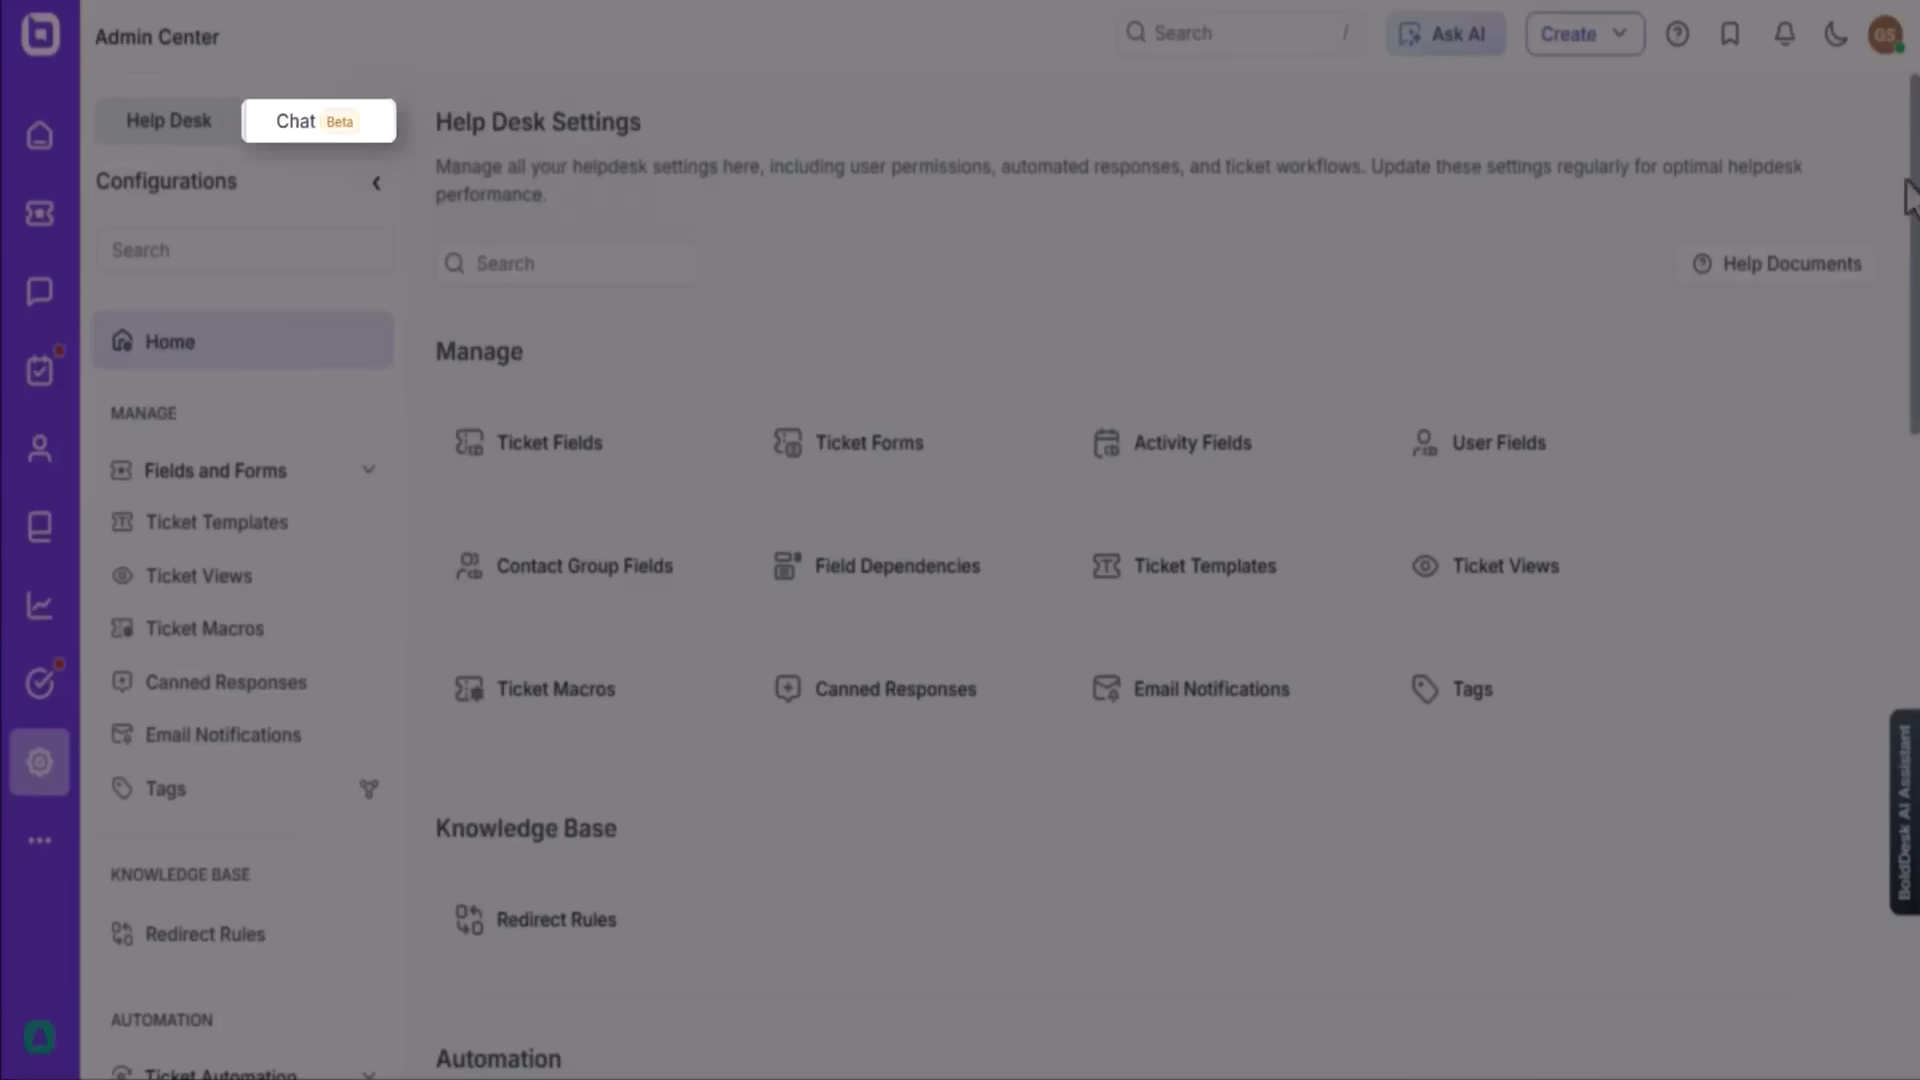 Admin Center
Search /
Ask AI
Create
GS
Help Desk
Chat Beta
Configurations
Search
Home
MANAGE
Fields and Forms
Ticket Templates
Ticket Views
Ticket Macros
Canned Responses
Email Notifications
Tags
KNOWLEDGE BASE
Redirect Rules
AUTOMATION
Ticket Automation
Help Desk Settings
Manage all your helpdesk settings here, including user permissions, automated responses, and ticket workflows. Update these settings regularly for optimal helpdesk
performance.
Search
Help Documents
Manage
Ticket Fields
Ticket Forms
Activity Fields
User Fields
Contact Group Fields
Field Dependencies
Ticket Templates
Ticket Views
Ticket Macros
Canned Responses
Email Notifications
Tags
Knowledge Base
Redirect Rules
Automation
BoldDesk AI Assistant